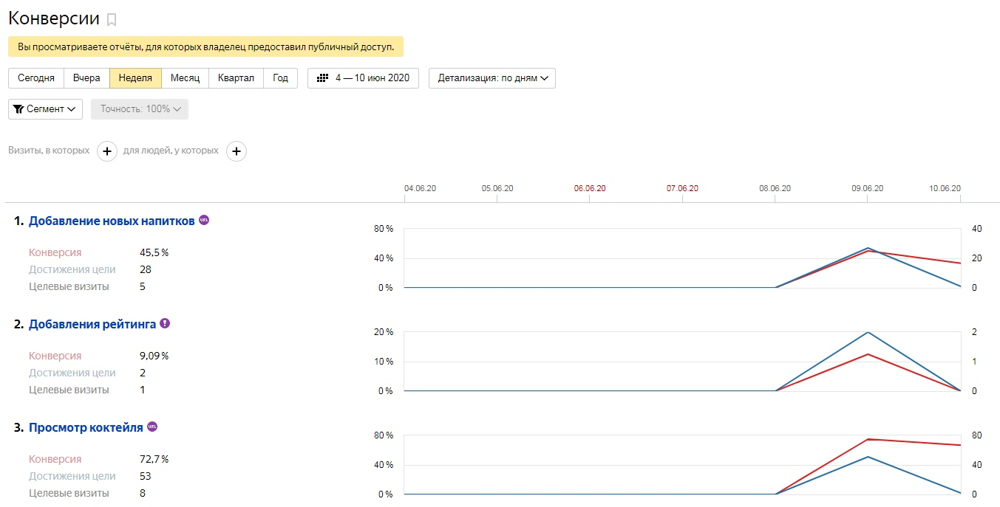 Конверсии
Вы просматриваете отчёты, для которых владелец предоставил публичный доступ.
Сегодня Вчера Неделя Месяц Квартал Год 4 — 10 июн 2020 Детализация: по дням
Сегмент Точность: 100%
Визиты, в которых + для людей, у которых +
04.06.20 05.06.20 06.06.20 07.06.20 08.06.20 09.06.20 10.06.20
1. Добавление новых напитков URL
80 % 40
Конверсия 45,5 %
40 % 20
Достижения цели 28
Целевые визиты 5
0 % 0
2. Добавления рейтинга !
20 % 2
Конверсия 9,09 %
10 % 1
Достижения цели 2
Целевые визиты 1
0 % 0
3. Просмотр коктейля URL
80 % 80
Конверсия 72,7 %
40 % 40
Достижения цели 53
Целевые визиты 8
0 % 0